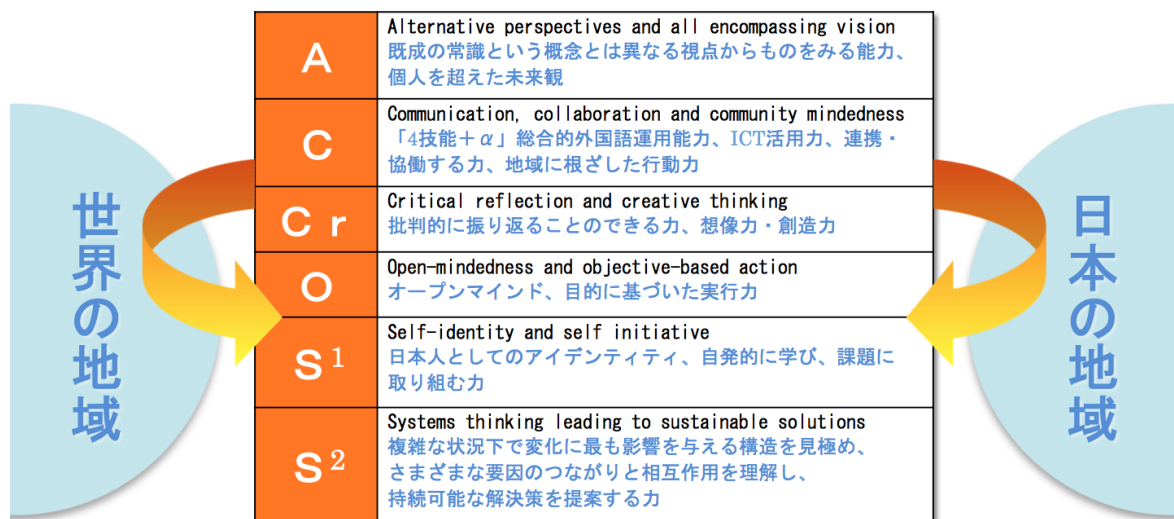 世界の地域
A
Alternative perspectives and all encompassing vision
既成の常識という概念とは異なる視点からものをみる能力、
個人を超えた未来観
C
Communication, collaboration and community mindedness
「4技能＋α」総合的外国語運用能力、ICT活用力、連携・
協働する力、地域に根ざした行動力
Cr
Critical reflection and creative thinking
批判的に振り返ることのできる力、想像力・創造力
O
Open-mindedness and objective-based action
オープンマインド、目的に基づいた実行力
S¹
Self-identity and self initiative
日本人としてのアイデンティティ、自発的に学び、課題に
取り組む力
S²
Systems thinking leading to sustainable solutions
複雑な状況下で変化に最も影響を与える構造を見極め、
さまざまな要因のつながりと相互作用を理解し、
持続可能な解決策を提案する力
日本の地域